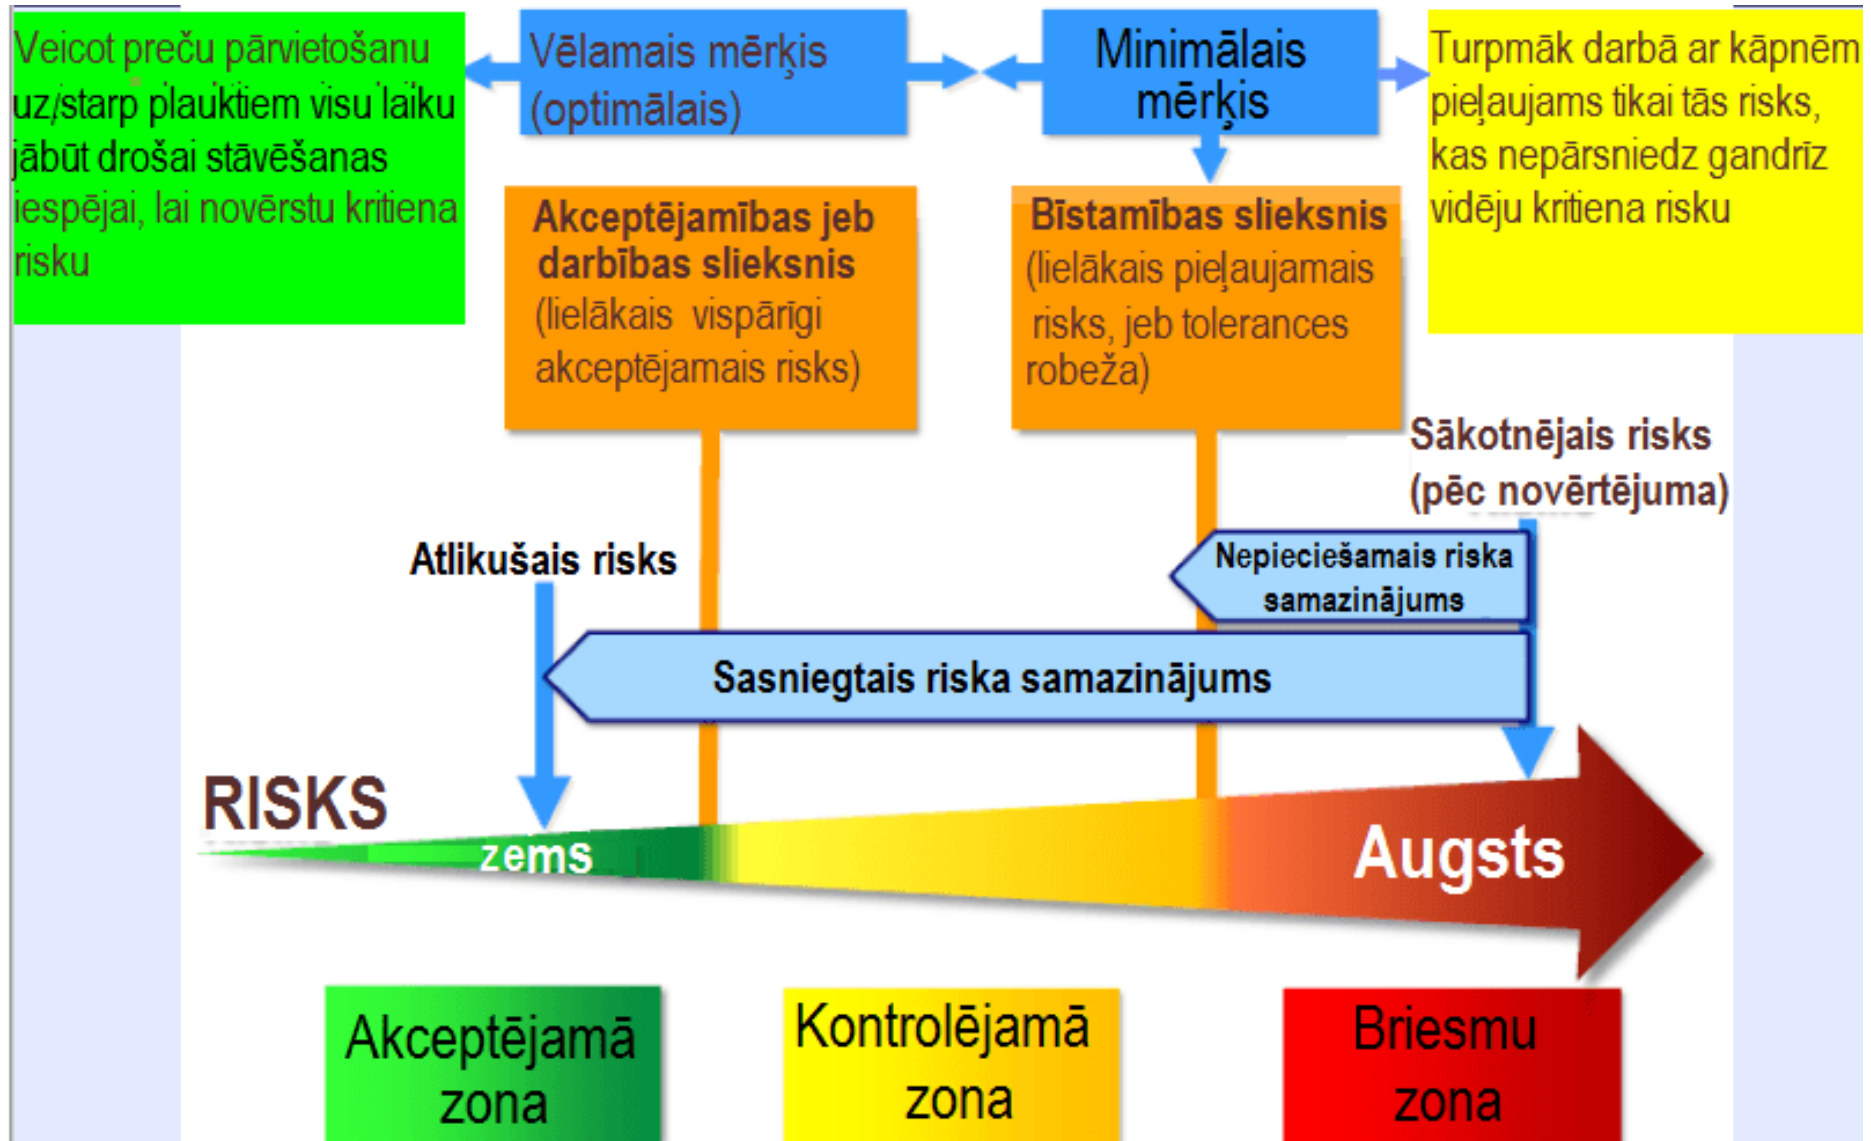 Veicot preču pārvietošanu
uz/starp plauktiem visu laiku
jābūt drošai stāvēšanas
iespējai, lai novērstu kritiena
risku
Vēlamais mērķis
(optimālais)
Minimālais
mērķis
Turpmāk darbā ar kāpnēm
pieļaujams tikai tās risks,
kas nepārsniedz gandrīz
vidēju kritiena risku
Akceptējamības jeb
darbības slieksnis
(lielākais vispārīgi
akceptējamais risks)
Bīstamības slieksnis
(lielākais pieļaujamais
risks, jeb tolerances
robeža)
Sākotnējais risks
(pēc novērtējuma)
Atlikušais risks
Nepieciešamais riska
samazinājums
Sasniegtais riska samazinājums
RISKS
zems
Augsts
Akceptējamā
zona
Kontrolējamā
zona
Briesmu
zona